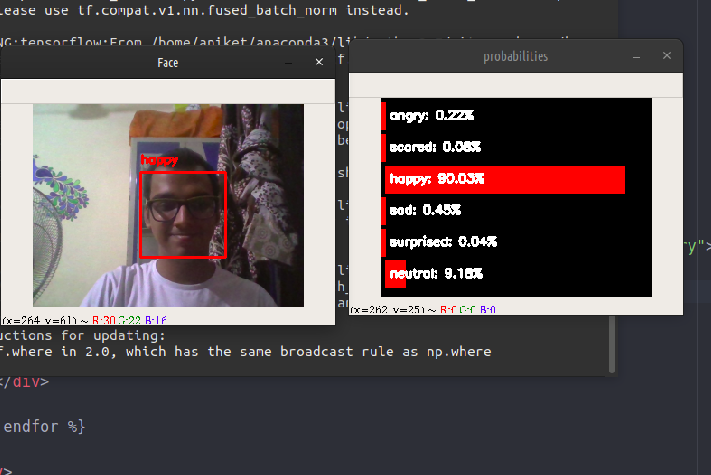 lease use tf.compat.v1.nn.fused_batch_norm instead.
NG:tensorflow:From /home/aniket/anaconda3/li
Face
probabilities
happy
angry: 0.22%
scared: 0.08%
happy: 90.03%
sad: 0.45%
surprised: 0.04%
neutral: 9.18%
(x=264, y=61) ~ R:30 G:22 B:16
(x=262, y=25) ~ R:0 G:0 B:0
uctions for updating:
f.where in 2.0, which has the same broadcast rule as np.where
</div>
endfor %}
>
ry">